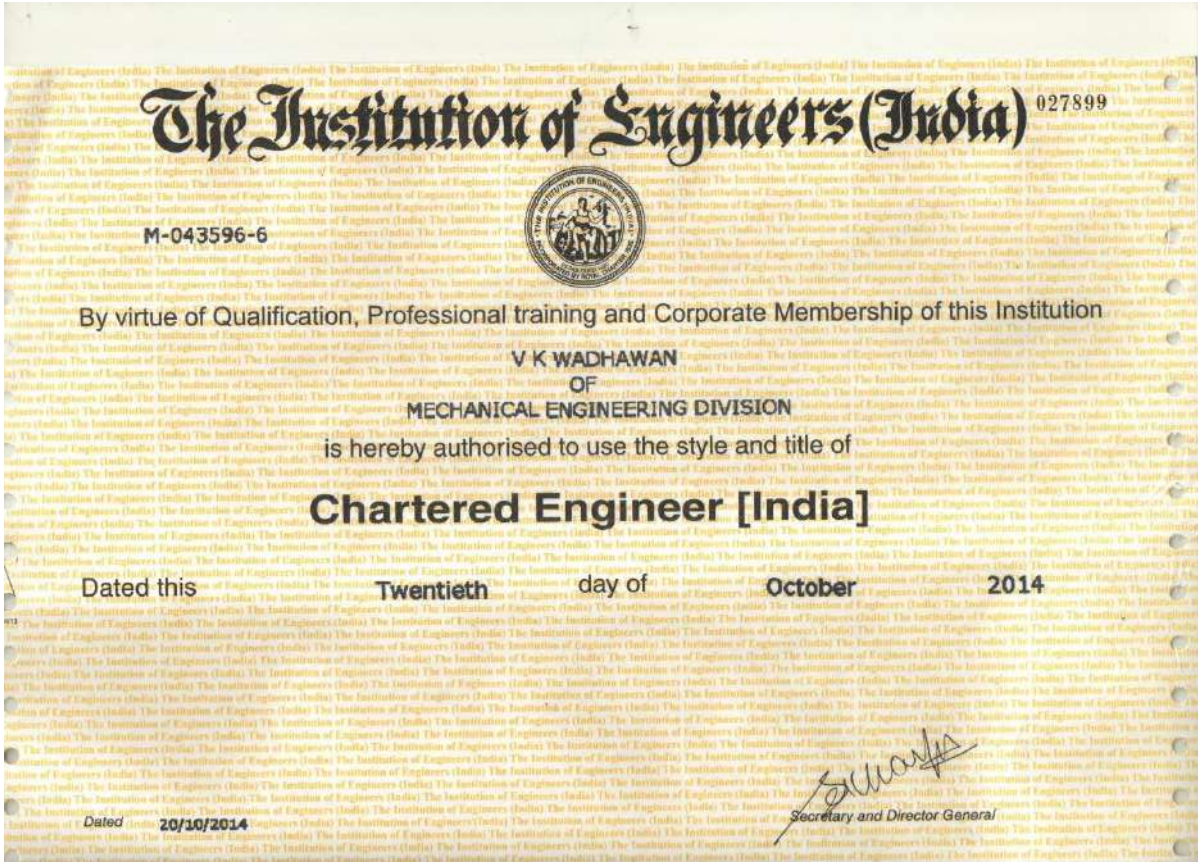 The Institution of Engineers (India) 027899
M-043596-6
By virtue of Qualification, Professional training and Corporate Membership of this Institution
V K WADHAWAN
OF
MECHANICAL ENGINEERING DIVISION
is hereby authorised to use the style and title of
Chartered Engineer [India]
Dated this Twentieth day of October 2014
Secretary and Director General
Dated 20/10/2014